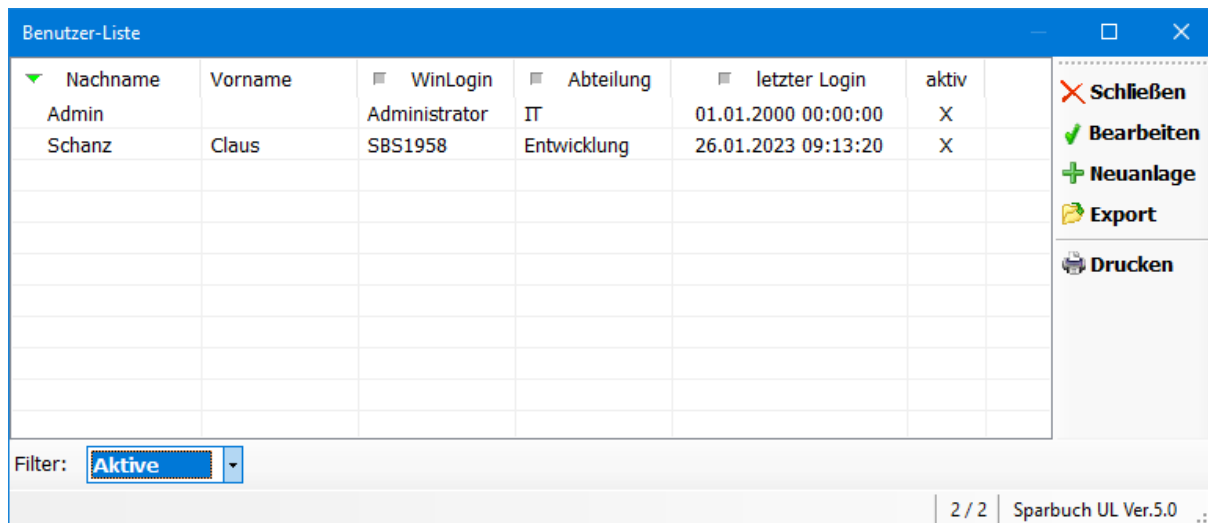 Benutzer-Liste
Nachname Vorname WinLogin Abteilung letzter Login aktiv
Admin Administrator IT 01.01.2000 00:00:00 X
Schanz Claus SBS1958 Entwicklung 26.01.2023 09:13:20 X
Schließen
Bearbeiten
Neuanlage
Export
Drucken
Filter: Aktive
2 / 2 Sparbuch UL Ver.5.0